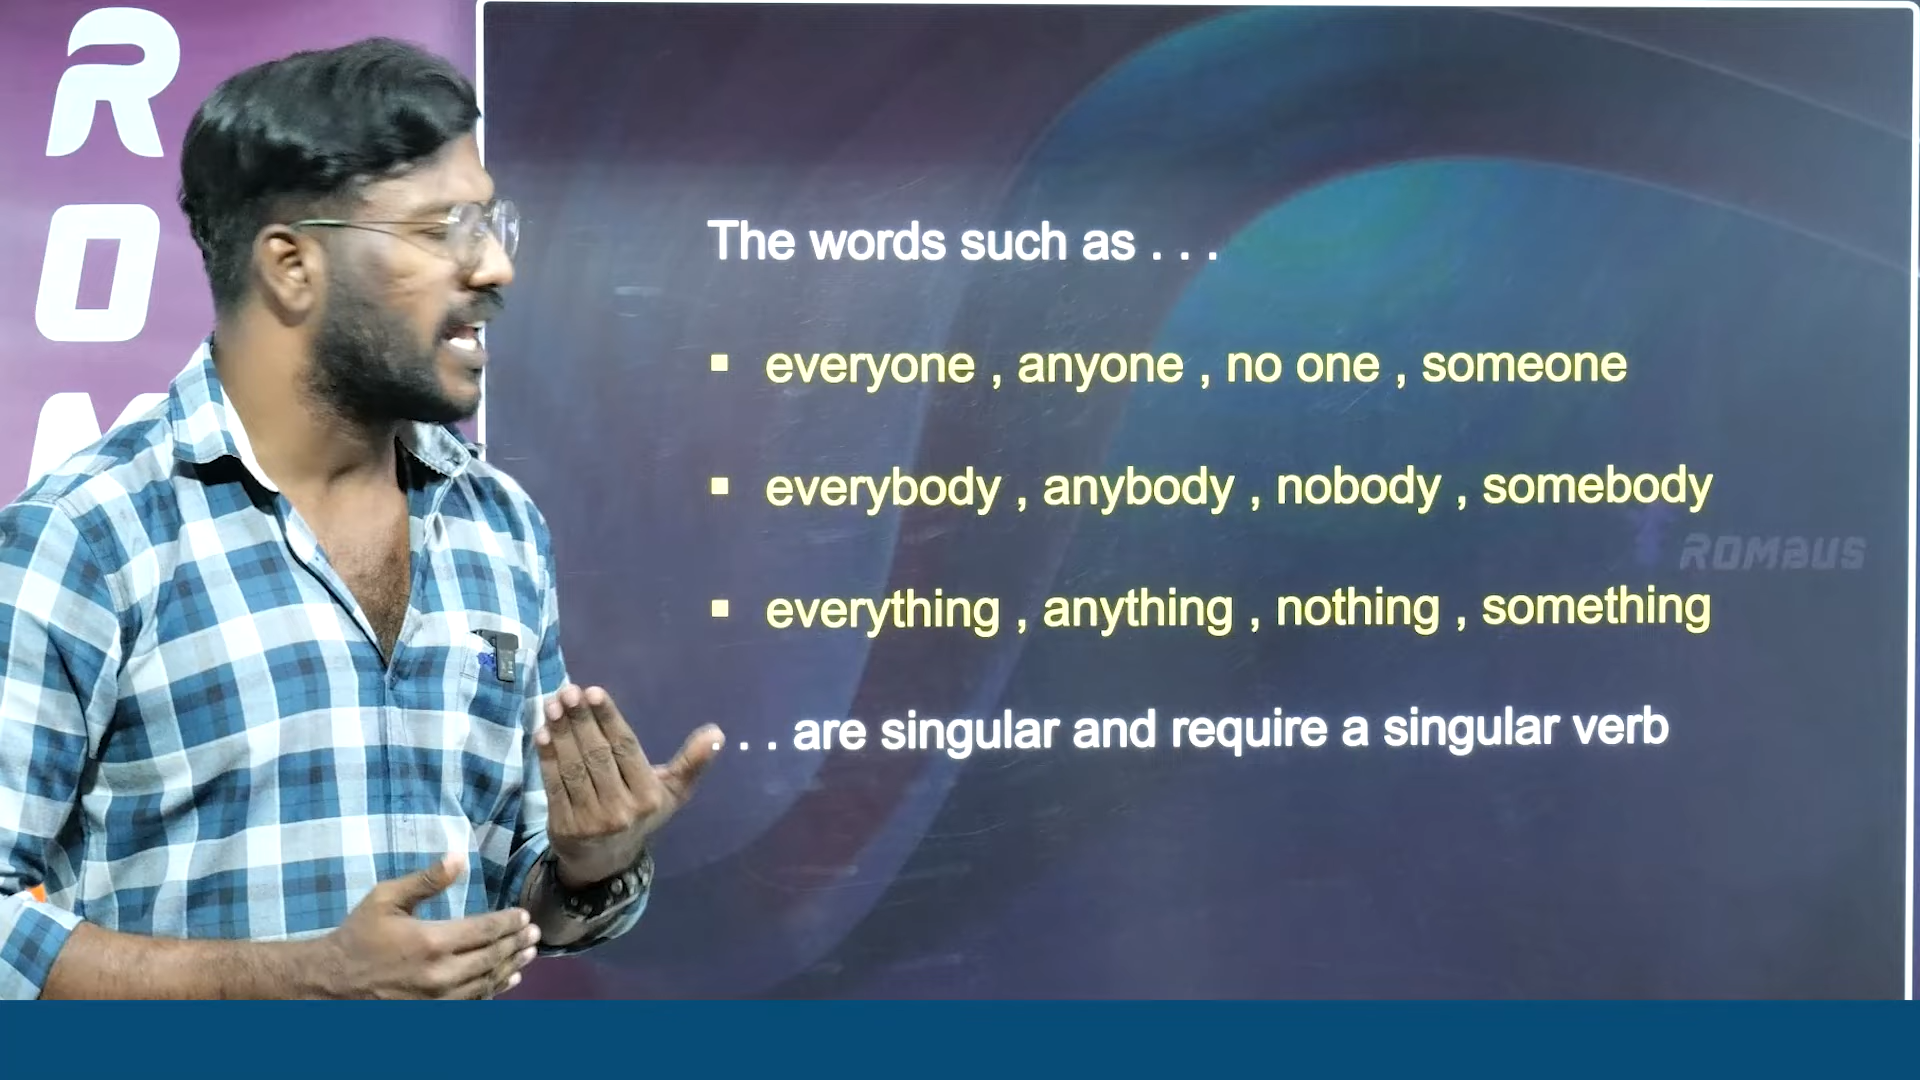 ROM
The words such as . . .
▪ everyone , anyone , no one , someone
▪ everybody , anybody , nobody , somebody
ROMBUS
▪ everything , anything , nothing , something
. . . are singular and require a singular verb